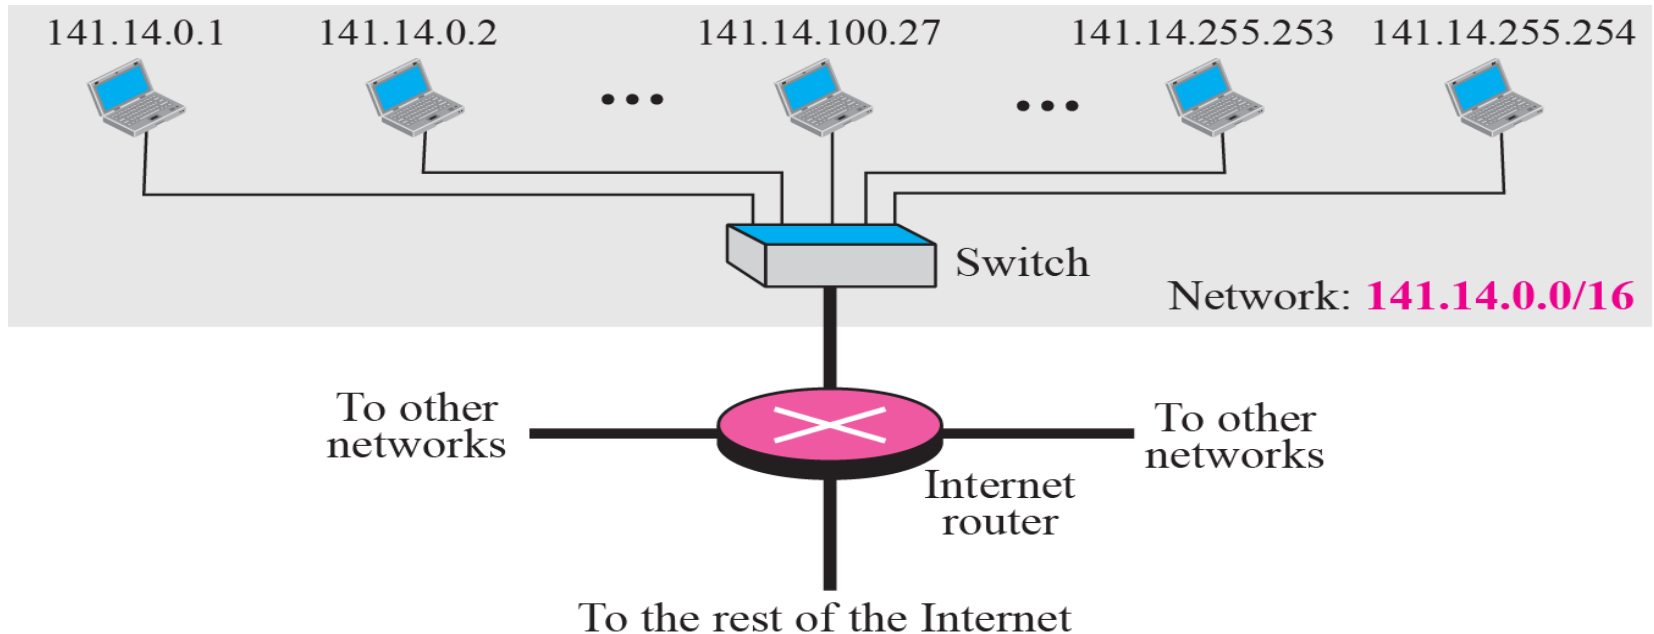 141.14.0.1
141.14.0.2
141.14.100.27
141.14.255.253
141.14.255.254
Switch
Network: 141.14.0.0/16
To other
networks
To other
networks
Internet
router
To the rest of the Internet